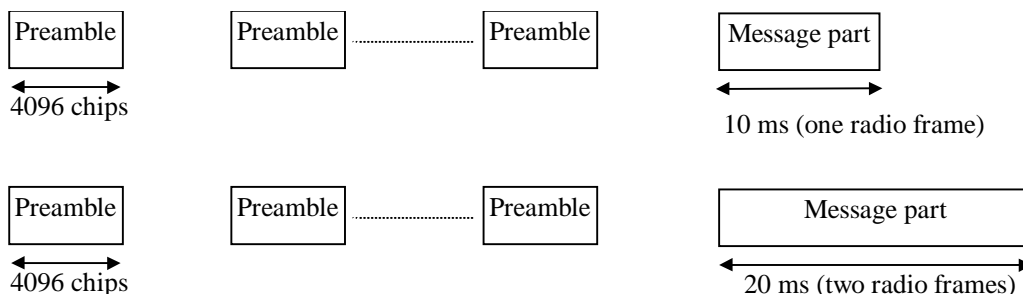 Preamble Preamble Preamble Message part
4096 chips
10 ms (one radio frame)
Preamble Preamble Preamble Message part
4096 chips 20 ms (two radio frames)